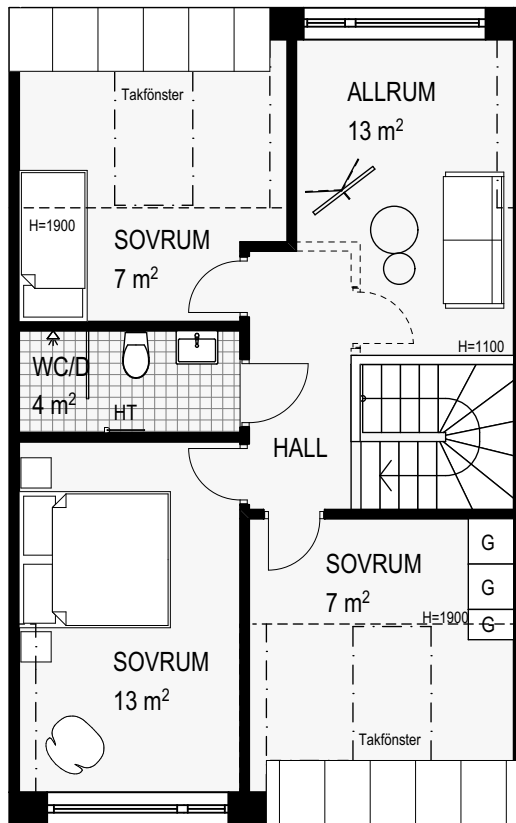 Takfönster
ALLRUM
13 m²
H=1900
SOVRUM
7 m²
H=1100
WC/D
4 m²
HT
HALL
G
SOVRUM
7 m²
G
H=1900
G
SOVRUM
13 m²
Takfönster